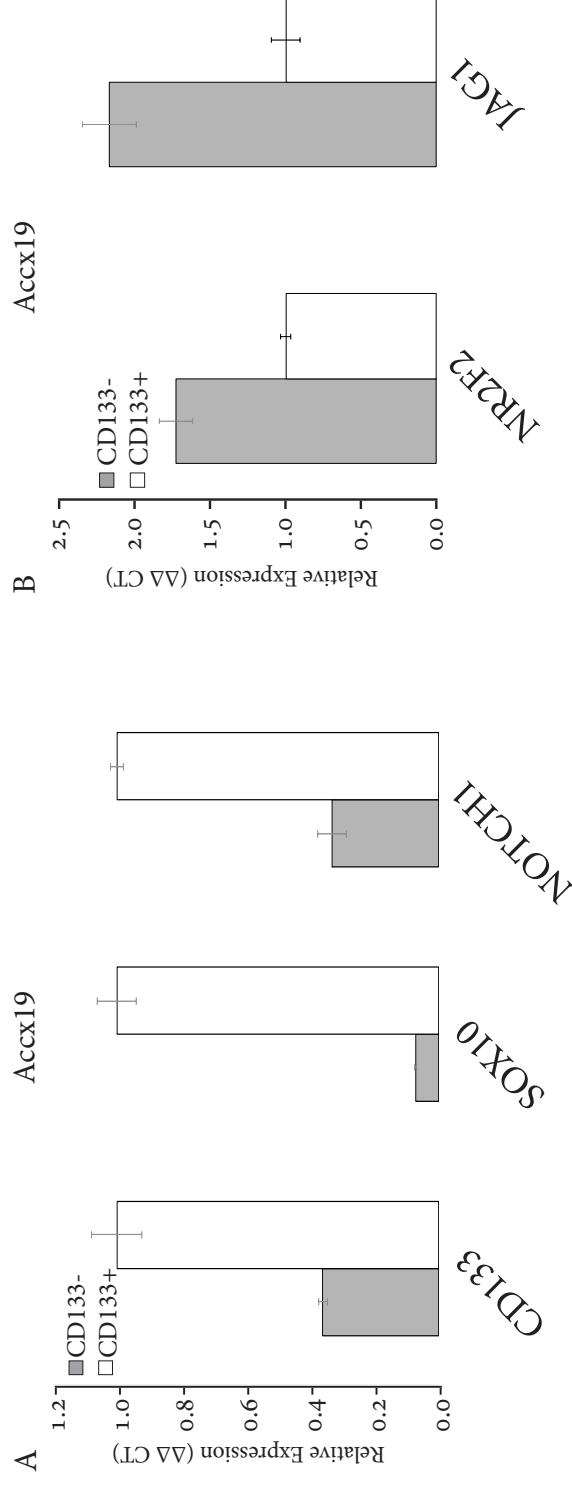 A
Accx19
Relative Expression (ΔΔ CT)
1.2
1.0
0.8
0.6
0.4
0.2
0.0
CD133-
CD133+
CD133
SOX10
NOTCH1
B
Accx19
Relative Expression (ΔΔ CT)
2.5
2.0
1.5
1.0
0.5
0.0
CD133-
CD133+
NR2F2
JAG1